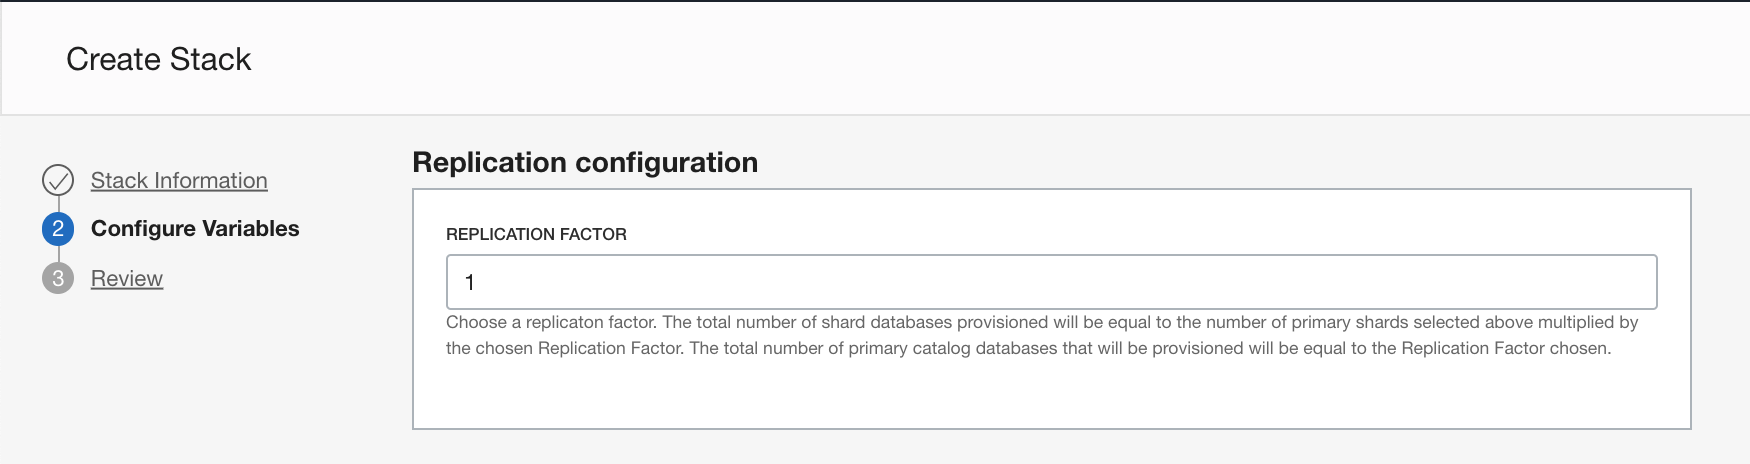 Create Stack
Stack Information
2 Configure Variables
3 Review
Replication configuration
REPLICATION FACTOR
1
Choose a replicaton factor. The total number of shard databases provisioned will be equal to the number of primary shards selected above multiplied by
the chosen Replication Factor. The total number of primary catalog databases that will be provisioned will be equal to the Replication Factor chosen.